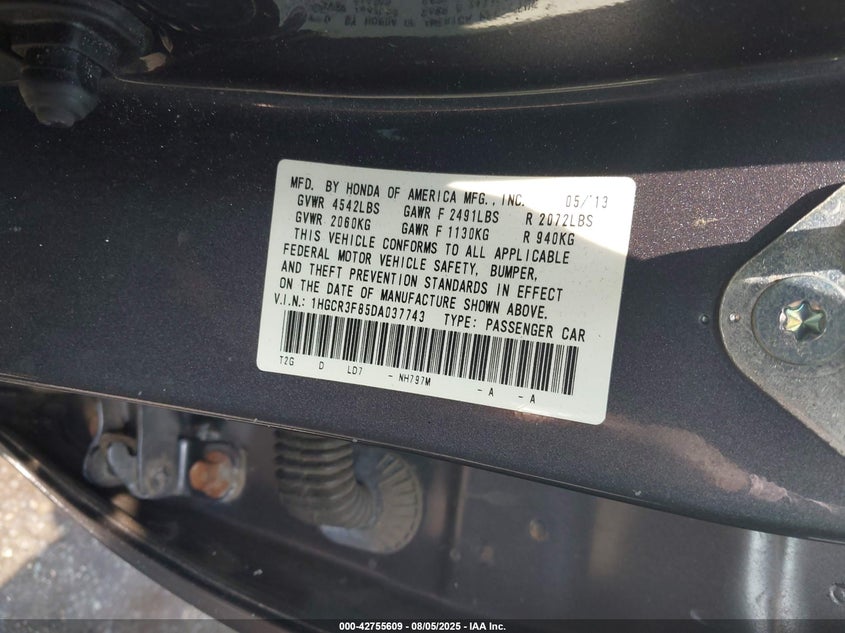 MFD. BY HONDA OF AMERICA MFG., INC. 05/'13
GVWR 4542LBS GAWR F 2491LBS R 2072LBS
GVWR 2060KG GAWR F 1130KG R 940KG
THIS VEHICLE CONFORMS TO ALL APPLICABLE
FEDERAL MOTOR VEHICLE SAFETY, BUMPER,
AND THEFT PREVENTION STANDARDS IN EFFECT
ON THE DATE OF MANUFACTURE SHOWN ABOVE.
V.I.N.: 1HGCR3F85DA037743 TYPE: PASSENGER CAR
T2G D LD7 - NH797M - A - A
000-42755609 - 08/05/2025 - IAA Inc.